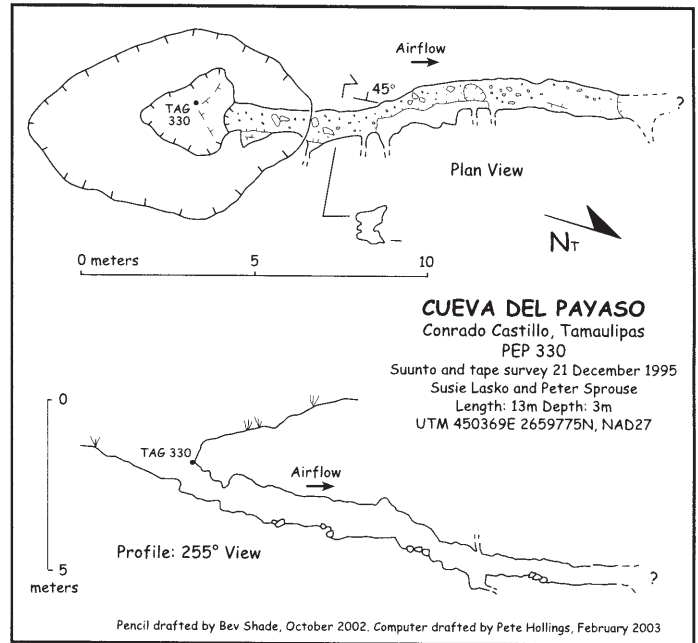 Airflow
45°
TAG
330
?
Plan View
NT
0 meters 5 10
CUEVA DEL PAYASO
Conrado Castillo, Tamaulipas
PEP 330
Suunto and tape survey 21 December 1995
Susie Lasko and Peter Sprouse
Length: 13m Depth: 3m
UTM 450369E 2659775N, NAD27
0
TAG 330
Airflow
Profile: 255° View
5
meters
?
Pencil drafted by Bev Shade, October 2002. Computer drafted by Pete Hollings, February 2003